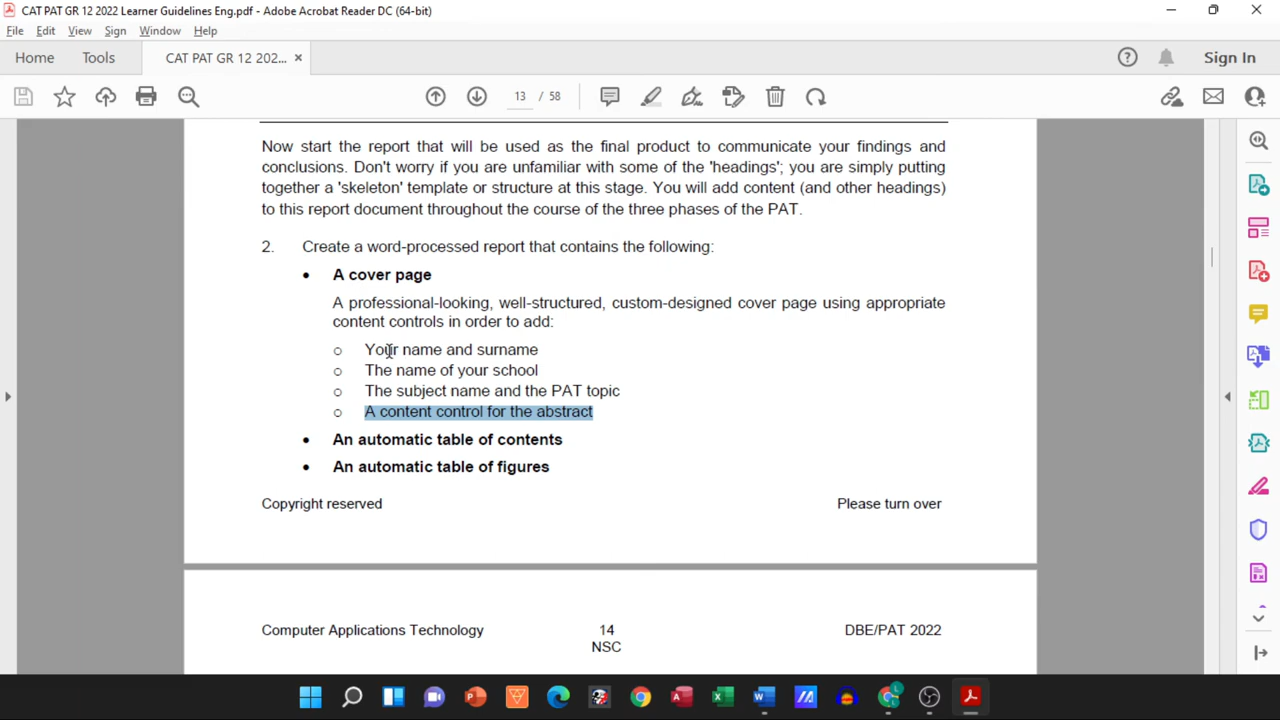 CAT PAT GR 12 2022 Learner Guidelines Eng.pdf - Adobe Acrobat Reader DC (64-bit)
File Edit View Sign Window Help
Home Tools CAT PAT GR 12 202... × Sign In
13 / 58
Now start the report that will be used as the final product to communicate your findings and
conclusions. Don't worry if you are unfamiliar with some of the 'headings'; you are simply putting
together a 'skeleton' template or structure at this stage. You will add content (and other headings)
to this report document throughout the course of the three phases of the PAT.
2. Create a word-processed report that contains the following:
• A cover page
A professional-looking, well-structured, custom-designed cover page using appropriate
content controls in order to add:
o Your name and surname
o The name of your school
o The subject name and the PAT topic
o A content control for the abstract
• An automatic table of contents
• An automatic table of figures
Copyright reserved Please turn over
Computer Applications Technology 14 DBE/PAT 2022
NSC